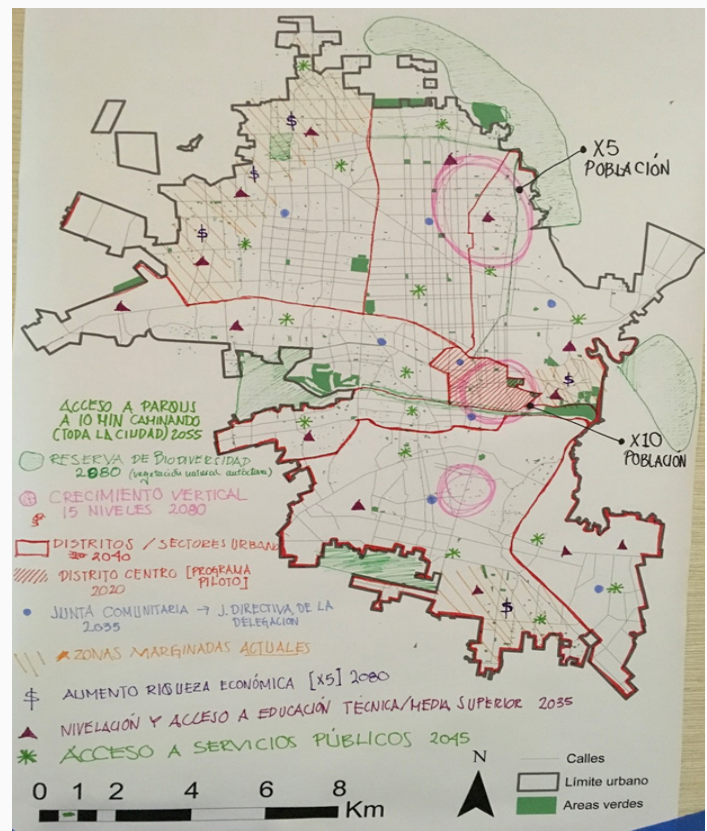 X5
POBLACIÓN
X10
POBLACIÓN
ACCESO A PARQUES
A 10 MIN CAMINANDO
(TODA LA CIUDAD) 2055
RESERVA DE BIODIVERSIDAD
2080 (vegetación natural autóctona)
CRECIMIENTO VERTICAL
15 NIVELES 2080
DISTRITOS / SECTORES URBANO
2040
DISTRITO CENTRO [PROGRAMA
PILOTO]
2020
JUNTA COMUNITARIA → J. DIRECTIVA DE LA
DELEGACIÓN
2035
ZONAS MARGINADAS ACTUALES
$ AUMENTO RIQUEZA ECONÓMICA [X5] 2080
NIVELACIÓN Y ACCESO A EDUCACIÓN TÉCNICA/MEDIA SUPERIOR 2035
ACCESO A SERVICIOS PÚBLICOS 2045
$
$
$
$
$
0 1 2 4 6 8
Km
N
Calles
Límite urbano
Areas verdes